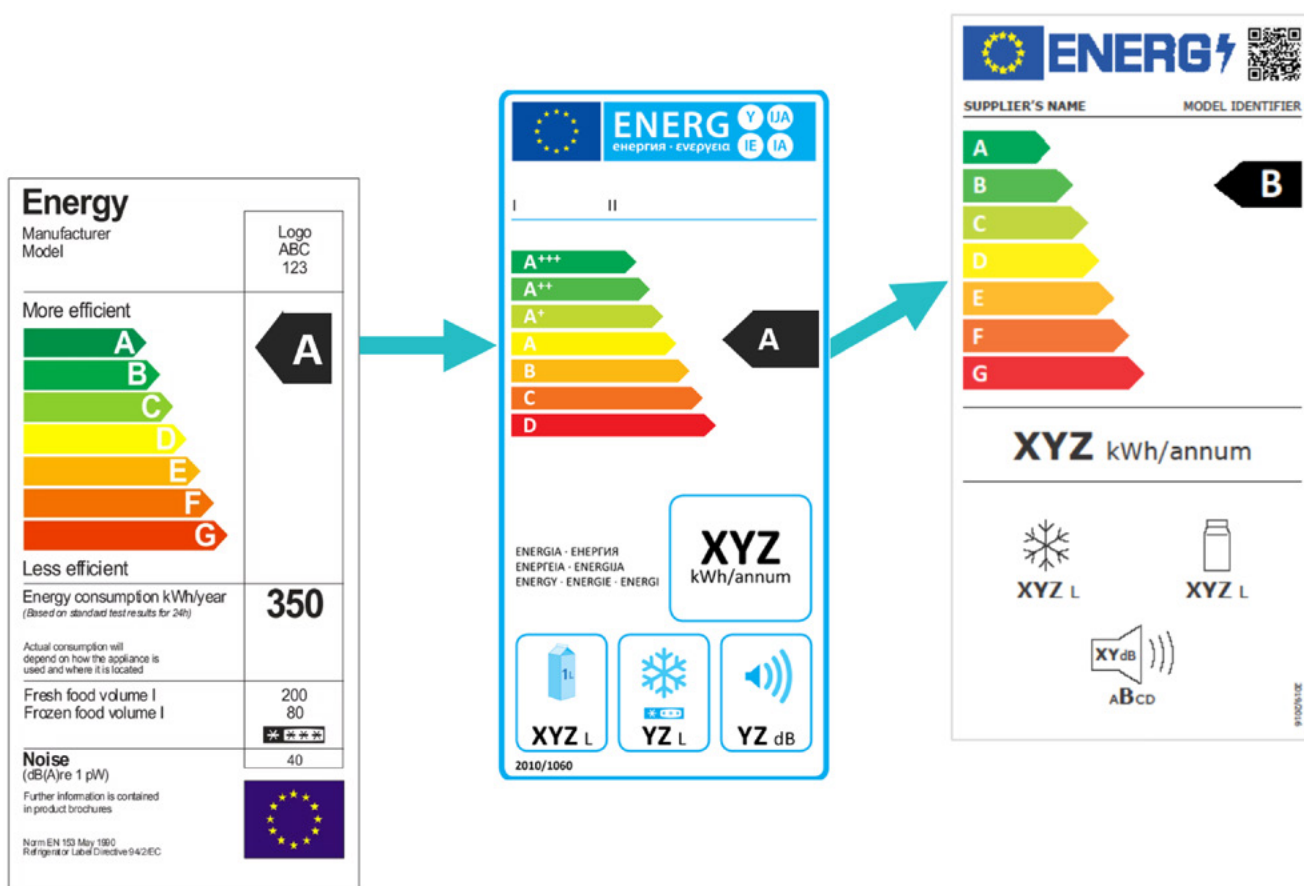 Energy
Manufacturer
Model
Logo
ABC
123
More efficient
A
B
C
D
E
F
G
A
Less efficient
Energy consumption kWh/year
350
(Based on standard test results for 24h)
Actual consumption will
depend on how the appliance is
used and where it is located
Fresh food volume l
200
Frozen food volume l
80
Noise
40
(dB(A)re 1 pW)
Further information is contained
in product brochures
Norm EN 153 May 1990
Refrigerator Label Directive 94/2/EC
ENERG
Y IJA
енергия · ενεργεια
IE IA
I II
A+++
A++
A+
A
B
C
D
A
ENERGIA · ЕНЕРГИЯ
ΕΝΕΡΓΕΙΑ · ENERGIJA
ENERGY · ENERGIE · ENERGI
XYZ
kWh/annum
1L
XYZ L
YZ L
YZ dB
2010/1060
ENERG
SUPPLIER'S NAME MODEL IDENTIFIER
A
B
C
D
E
F
G
B
XYZ kWh/annum
XYZ L
XYZ L
XY dB
ABCD
2019/2016